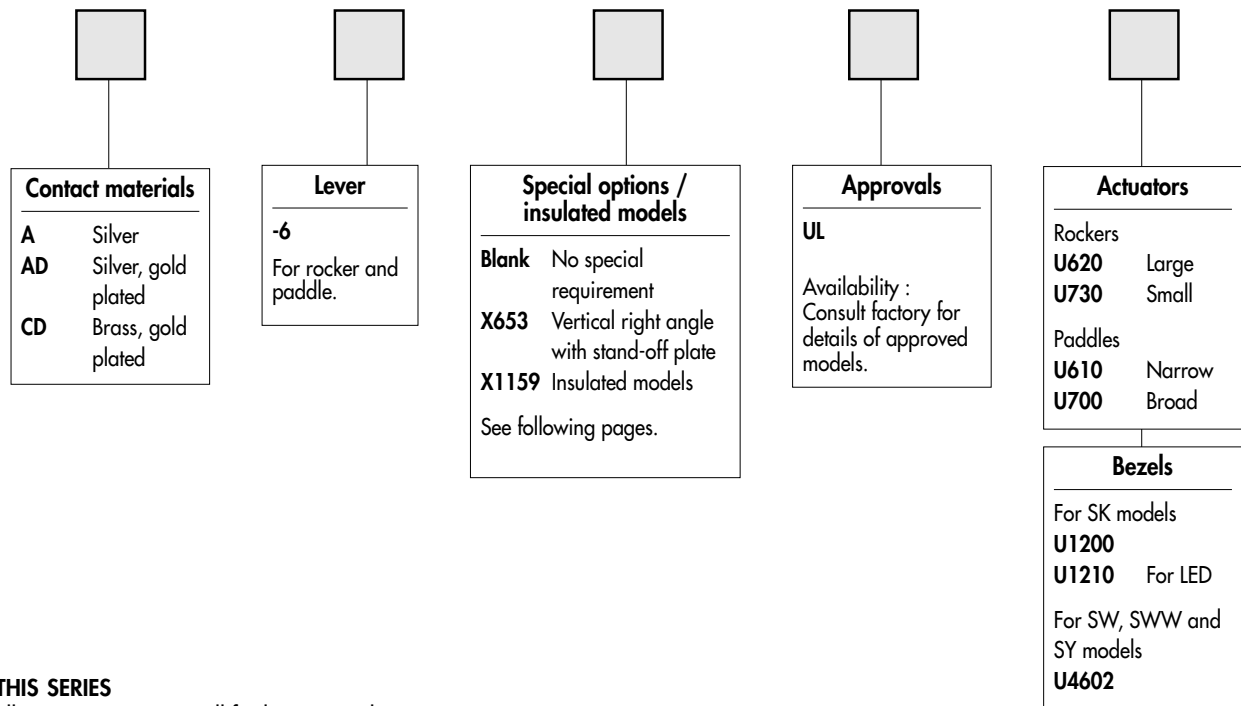 Contact materials
A Silver
AD Silver, gold
plated
CD Brass, gold
plated
Lever
-6
For rocker and
paddle.
Special options /
insulated models
Blank No special
requirement
X653 Vertical right angle
with stand-off plate
X1159 Insulated models
See following pages.
Approvals
UL
Availability :
Consult factory for
details of approved
models.
Actuators
Rockers
U620 Large
U730 Small
Paddles
U610 Narrow
U700 Broad
Bezels
For SK models
U1200
U1210 For LED
For SW, SWW and
SY models
U4602
THIS SERIES